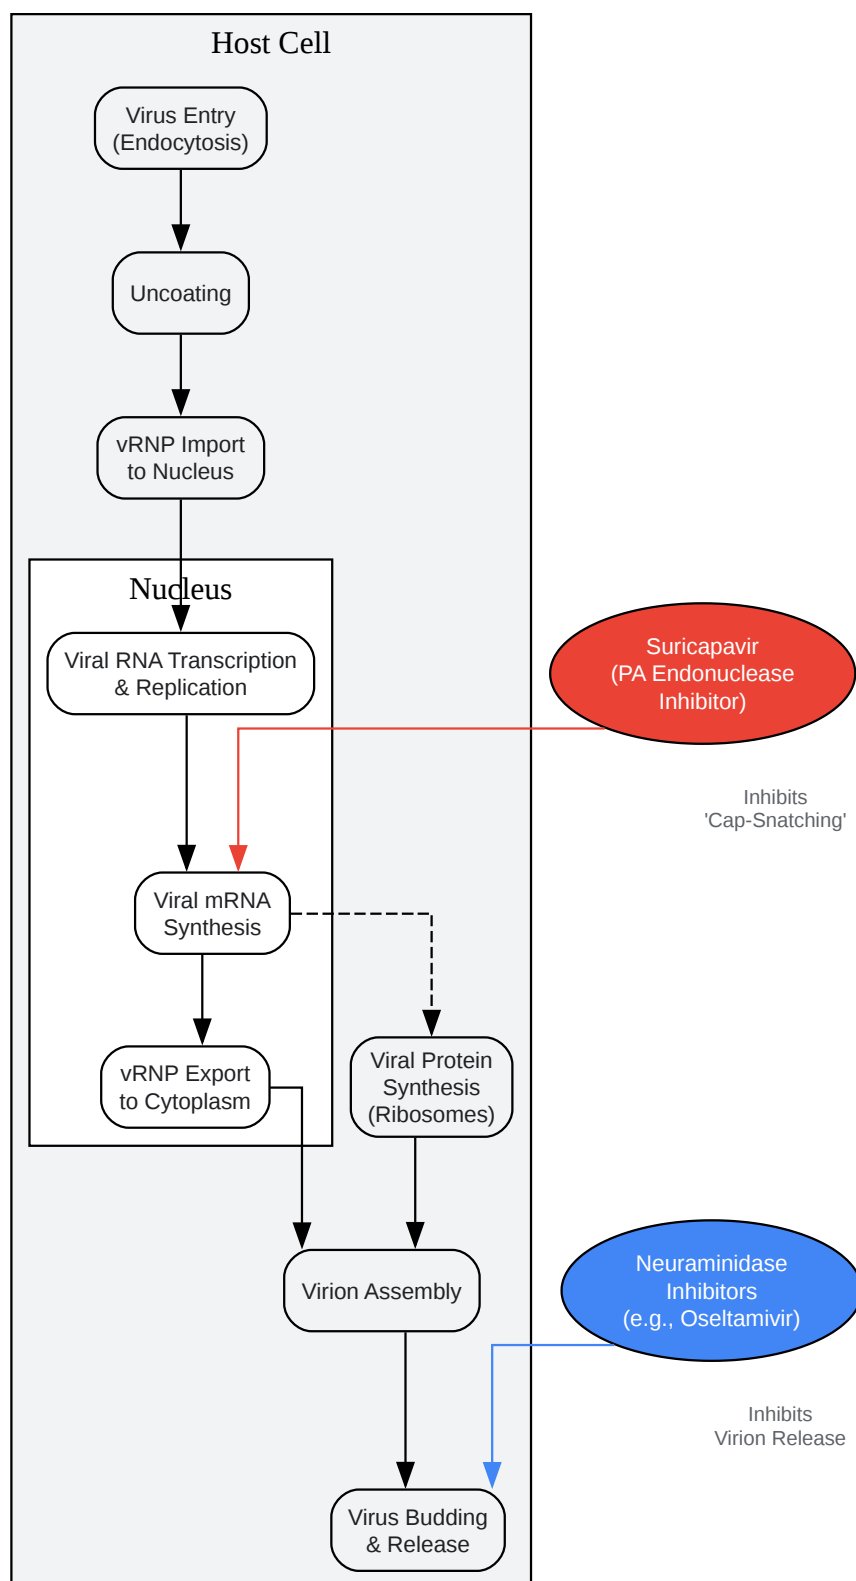 Host Cell
Virus Entry
(Endocytosis)
Uncoating
vRNP Import
to Nucleus
Nucleus
Viral RNA Transcription
& Replication
Suricapavir
(PA Endonuclease
Inhibitor)
Inhibits
'Cap-Snatching'
Viral mRNA
Synthesis
vRNP Export
to Cytoplasm
Viral Protein
Synthesis
(Ribosomes)
Virion Assembly
Neuraminidase
Inhibitors
(e.g., Oseltamivir)
Inhibits
Virion Release
Virus Budding
& Release